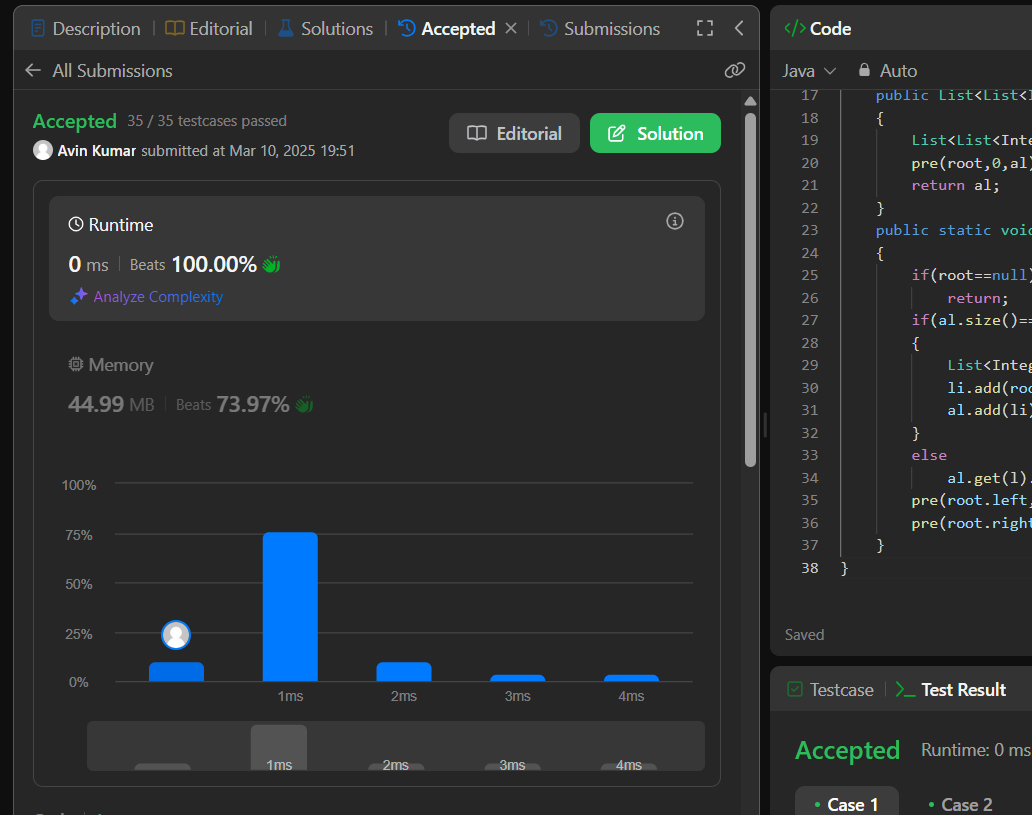 Description | Editorial | Solutions | Accepted | Submissions
All Submissions
Accepted 35 / 35 testcases passed
Avin Kumar submitted at Mar 10, 2025 19:51
Editorial
Solution
Runtime
0 ms | Beats 100.00%
Analyze Complexity
Memory
44.99 MB | Beats 73.97%
100%
75%
50%
25%
0%
1ms 2ms 3ms 4ms
1ms 2ms 3ms 4ms
</> Code
Java Auto
17 public List<List<I
18 {
19 List<List<Inte
20 pre(root,0,al)
21 return al;
22 }
23 public static void
24 {
25 if(root==null)
26 return;
27 if(al.size()==
28 {
29 List<Integ
30 li.add(roo
31 al.add(li)
32 }
33 else
34 al.get(l).
35 pre(root.left,
36 pre(root.right
37 }
38 }
Saved
Testcase | >_ Test Result
Accepted Runtime: 0 ms
• Case 1 • Case 2